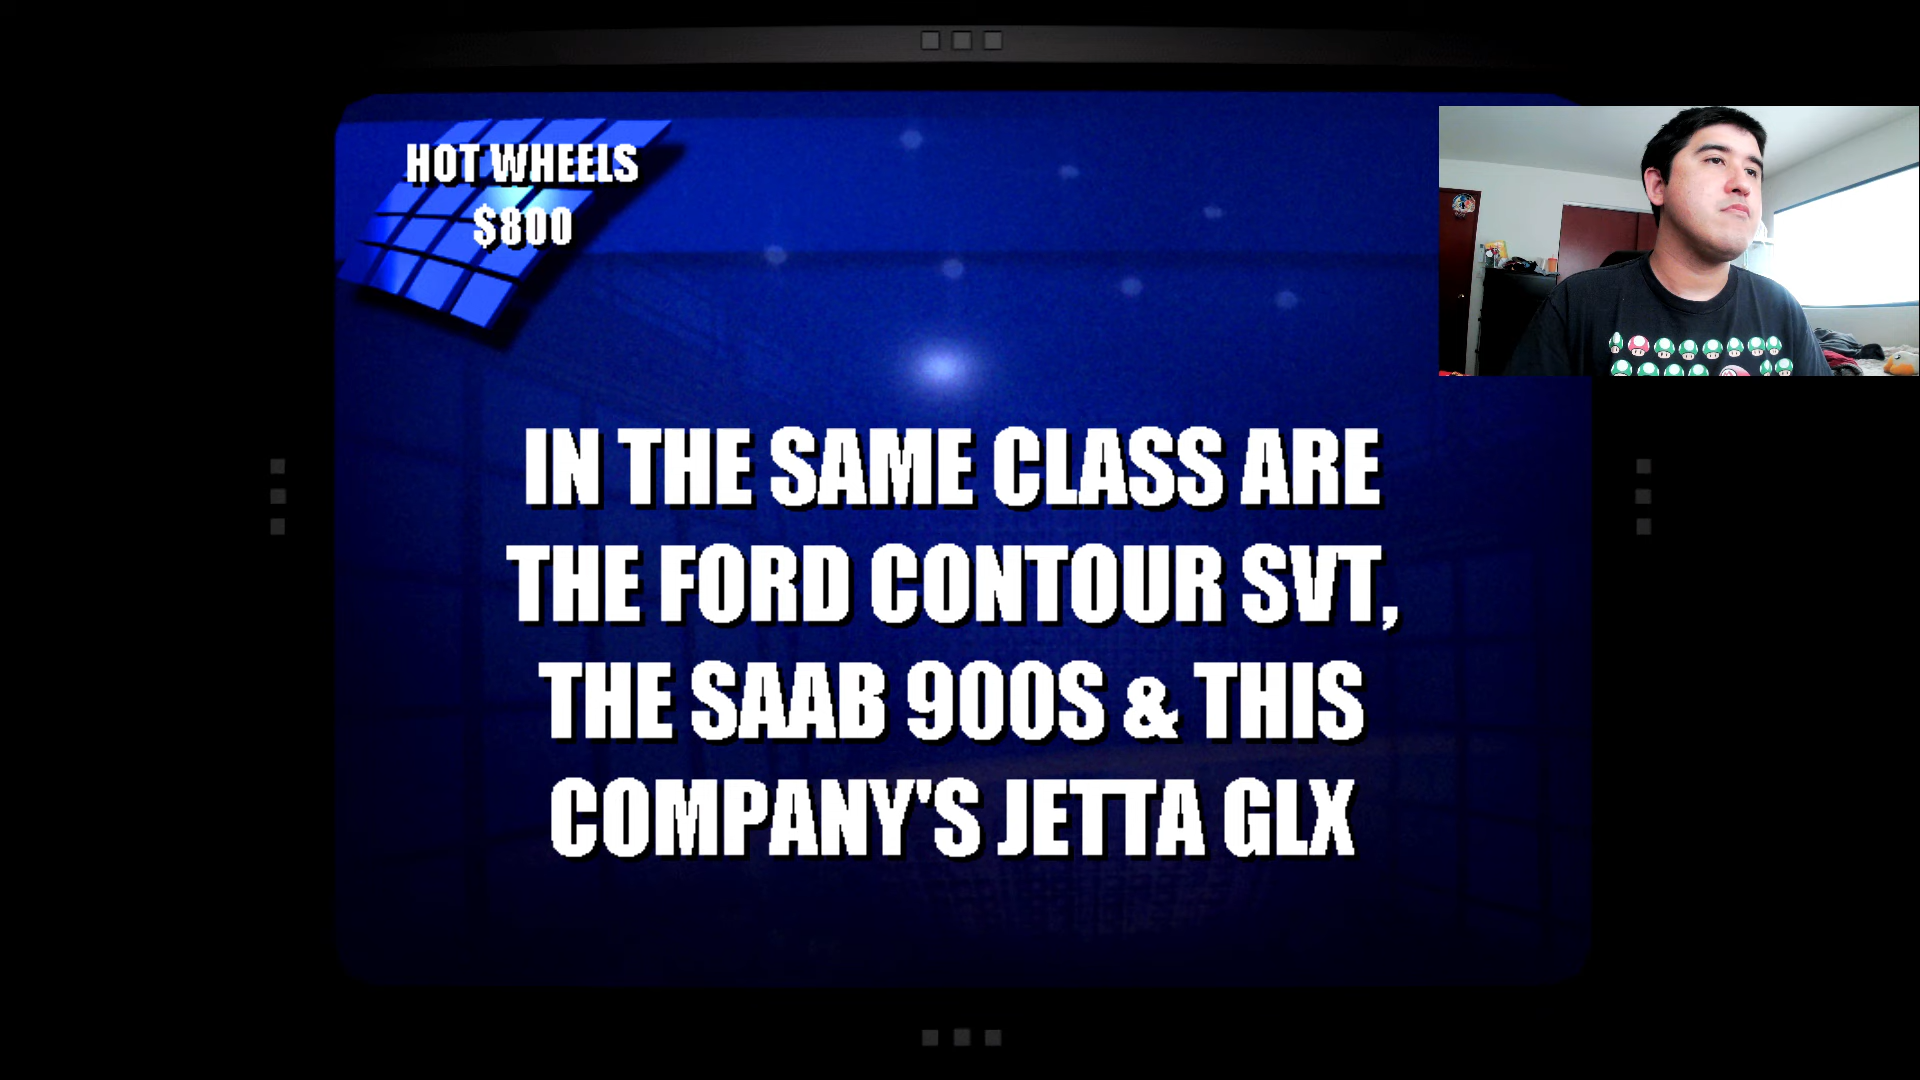 HOT WHEELS
$800
IN THE SAME CLASS ARE
THE FORD CONTOUR SVT,
THE SAAB 900S & THIS
COMPANY'S JETTA GLX